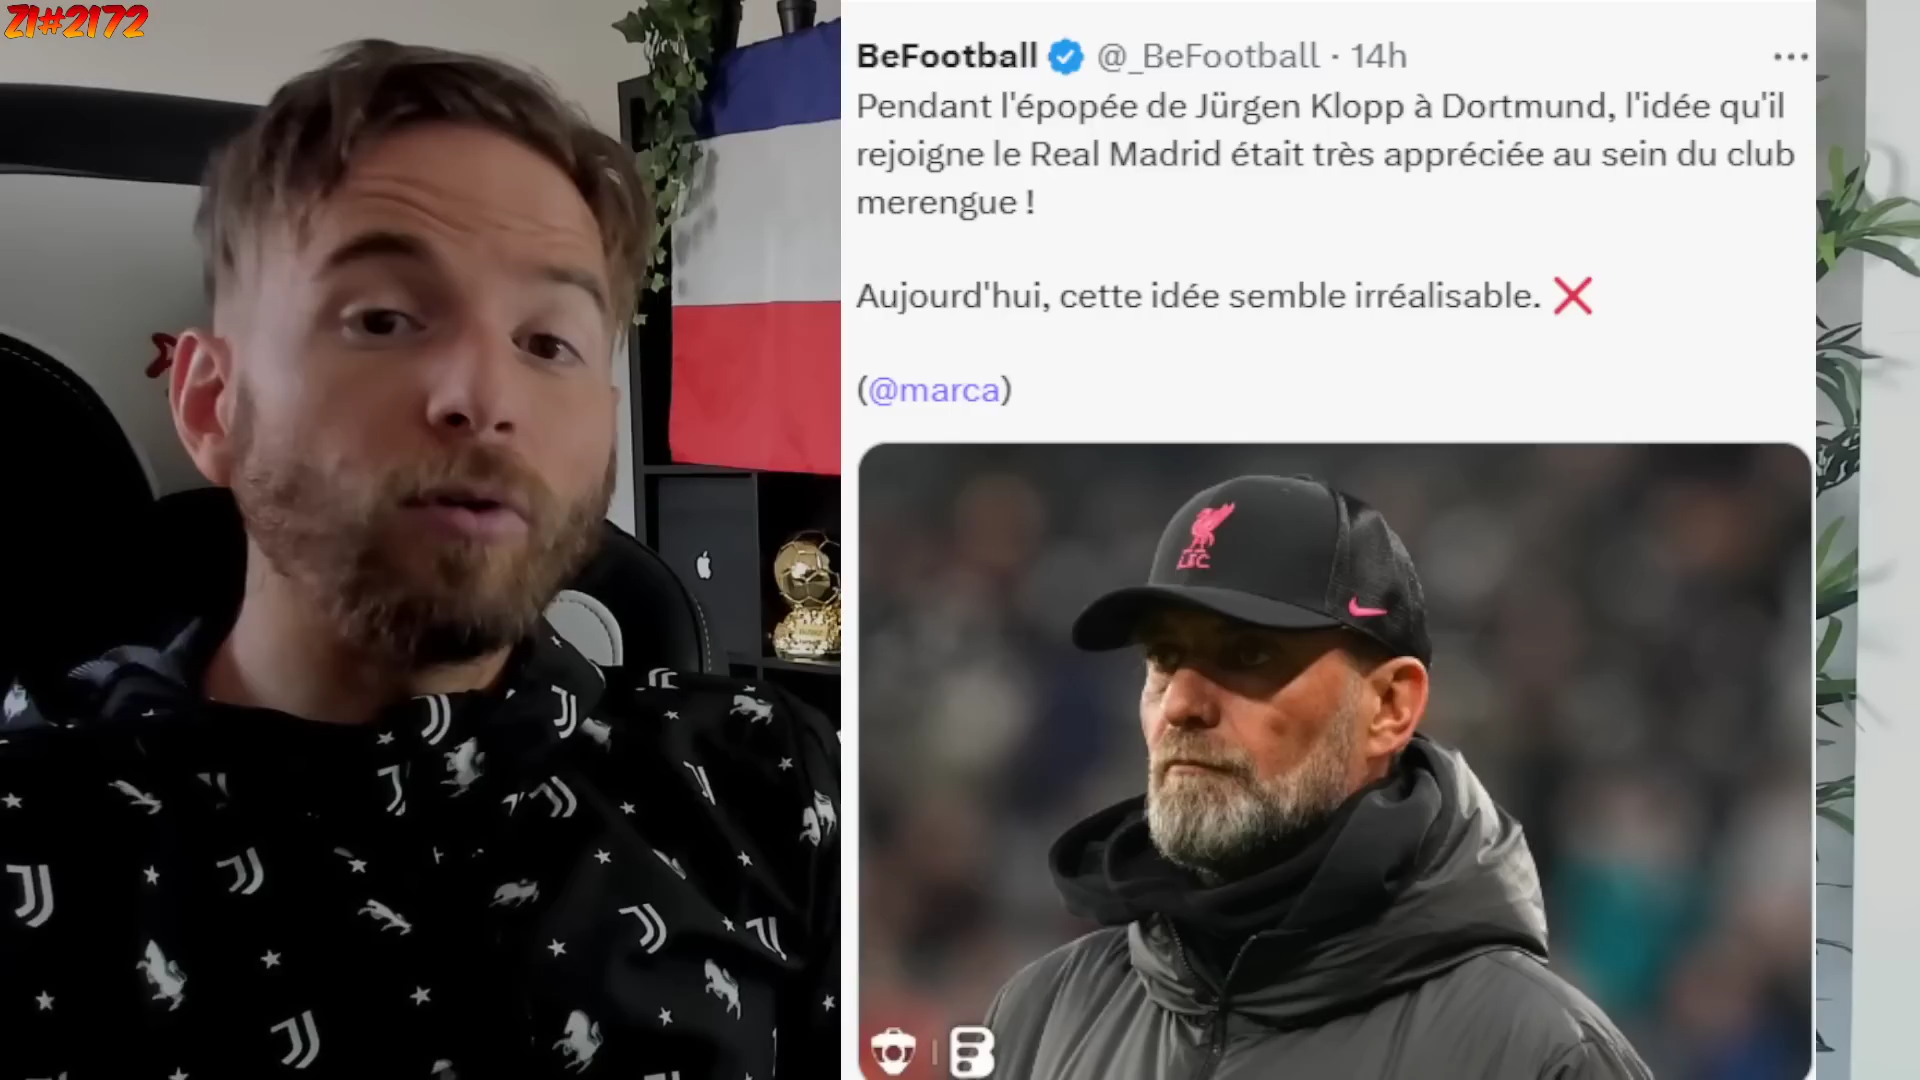 ZI#2172
BeFootball @_BeFootball · 14h
Pendant l'épopée de Jürgen Klopp à Dortmund, l'idée qu'il
rejoigne le Real Madrid était très appréciée au sein du club
merengue !
Aujourd'hui, cette idée semble irréalisable. ❌
(@marca)
LFC